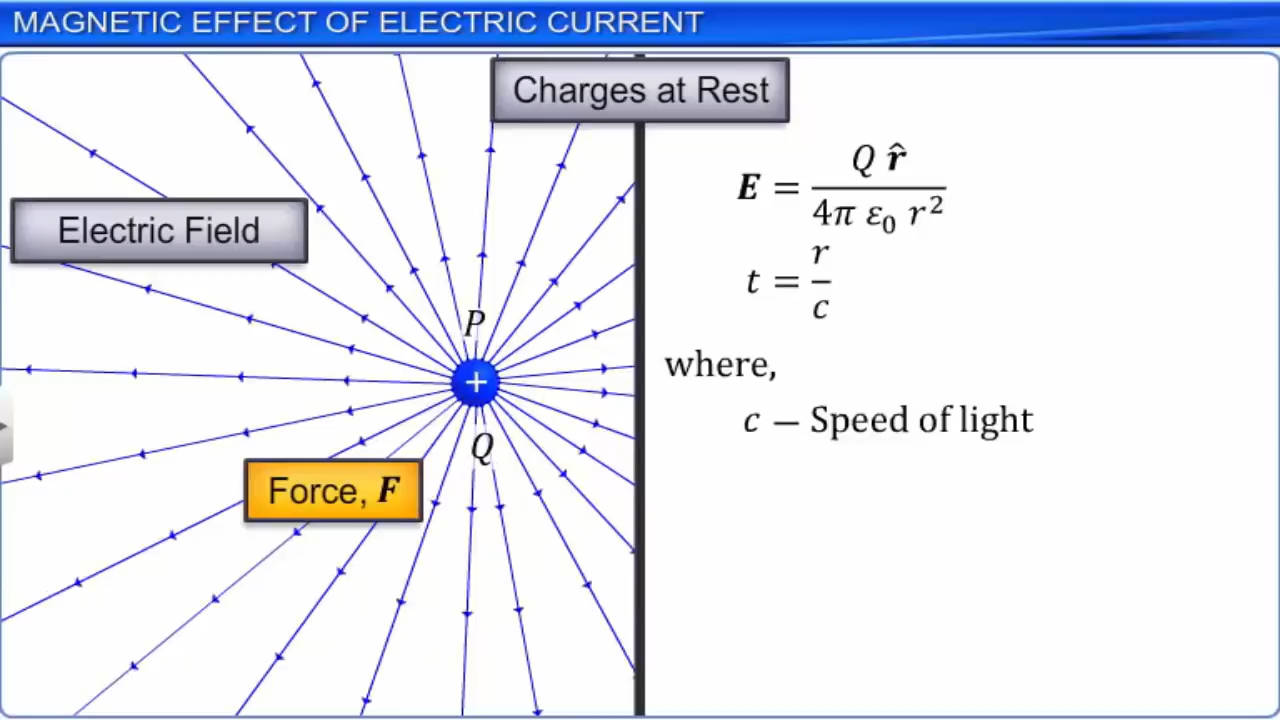 MAGNETIC EFFECT OF ELECTRIC CURRENT
Charges at Rest
Electric Field
P
+
Q
Force, F
E = Q r̂ / 4π ε₀ r²
t = r / c
where,
c – Speed of light